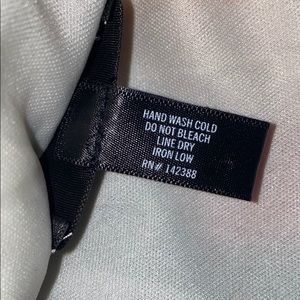 HAND WASH COLD
DO NOT BLEACH
LINE DRY
IRON LOW
RN# 142388